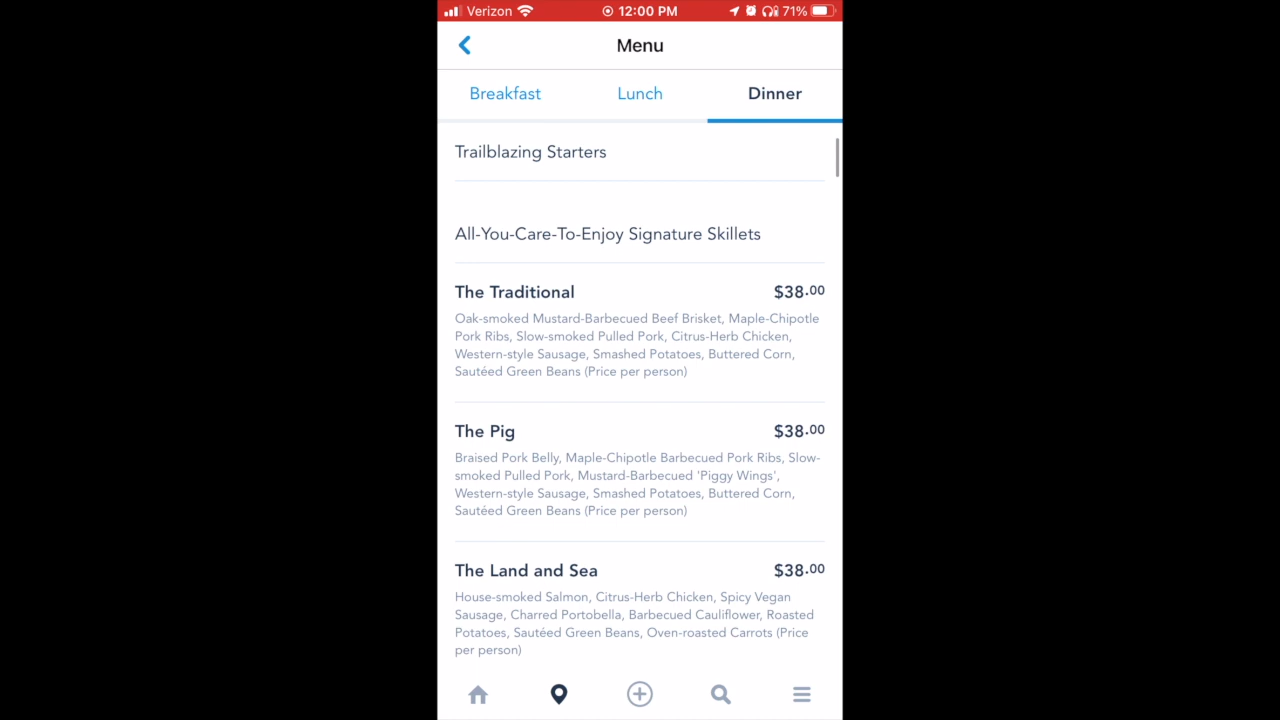 Verizon 12:00 PM 71%
Menu
Breakfast Lunch Dinner
Trailblazing Starters
All-You-Care-To-Enjoy Signature Skillets
The Traditional $38.00
Oak-smoked Mustard-Barbecued Beef Brisket, Maple-Chipotle
Pork Ribs, Slow-smoked Pulled Pork, Citrus-Herb Chicken,
Western-style Sausage, Smashed Potatoes, Buttered Corn,
Sautéed Green Beans (Price per person)
The Pig $38.00
Braised Pork Belly, Maple-Chipotle Barbecued Pork Ribs, Slow-
smoked Pulled Pork, Mustard-Barbecued 'Piggy Wings',
Western-style Sausage, Smashed Potatoes, Buttered Corn,
Sautéed Green Beans (Price per person)
The Land and Sea $38.00
House-smoked Salmon, Citrus-Herb Chicken, Spicy Vegan
Sausage, Charred Portobella, Barbecued Cauliflower, Roasted
Potatoes, Sautéed Green Beans, Oven-roasted Carrots (Price
per person)